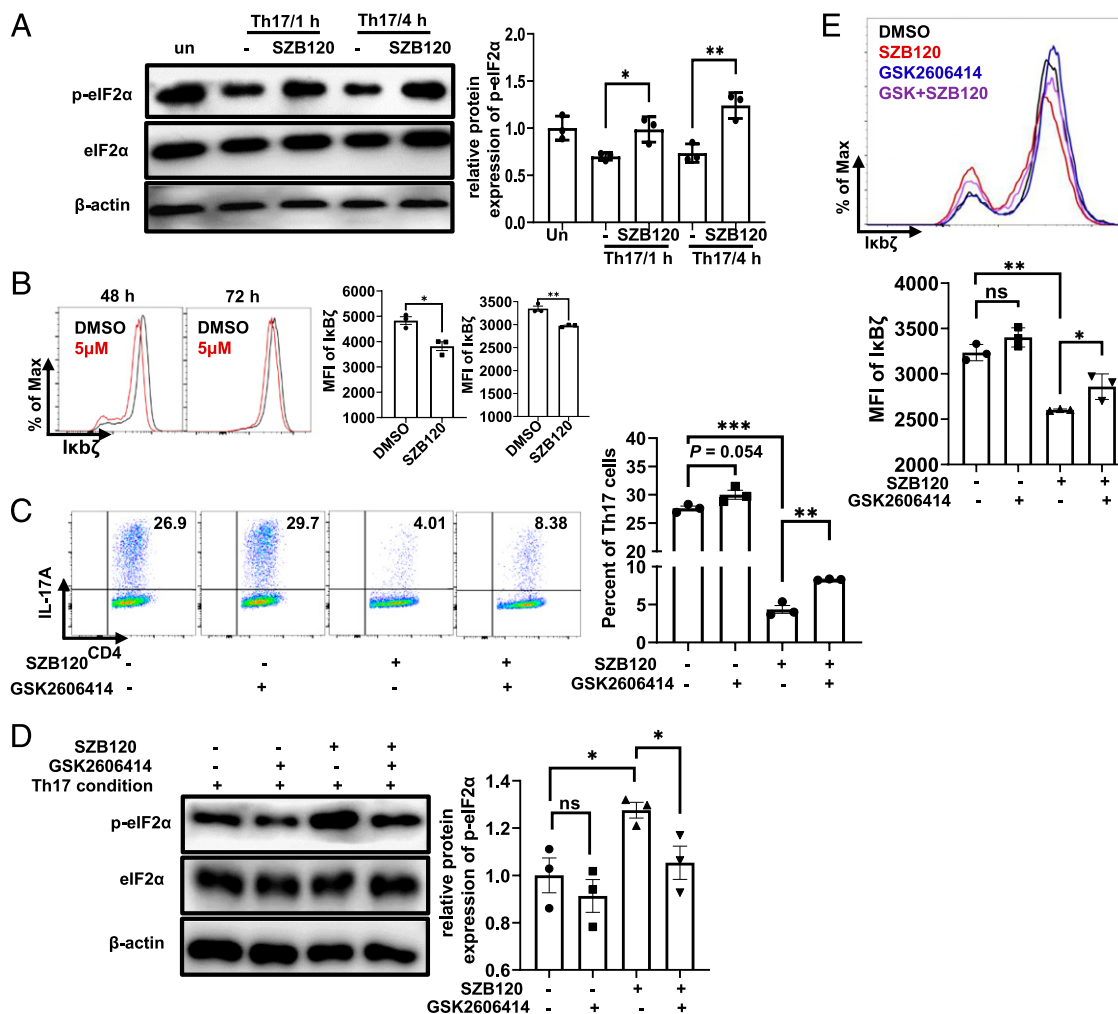 A
Th17/1 h Th17/4 h
un - SZB120 - SZB120
p-eIF2α
eIF2α
β-actin
relative protein
expression of p-eIF2α
2.0
1.5
1.0
0.5
0.0
* **
Un - SZB120 - SZB120
Th17/1 h Th17/4 h
B
48 h 72 h
DMSO DMSO
5μM 5μM
% of Max
Iκbζ
MFI of IκBζ
6000
5000
4000
3000
2000
1000
*
DMSO SZB120
MFI of IκBζ
3500
3000
2500
2000
1500
1000
**
DMSO SZB120
C
26.9 29.7 4.01 8.38
IL-17A
CD4
SZB120 - - + +
GSK2606414 - + - +
Percent of Th17 cells
40
35
30
25
20
10
5
0
***
P = 0.054
**
SZB120 - - + +
GSK2606414 - + - +
D
SZB120 - - + +
GSK2606414 - + - +
Th17 condition + + + +
p-eIF2α
eIF2α
β-actin
relative protein
expression of p-eIF2α
1.4
1.2
1.0
0.8
0.6
* *
ns
SZB120 - - + +
GSK2606414 - + - +
E
DMSO
SZB120
GSK2606414
GSK+SZB120
% of Max
Iκbζ
MFI of IκBζ
4000
3500
3000
2500
2000
**
ns
*
SZB120 - - + +
GSK2606414 - + - +